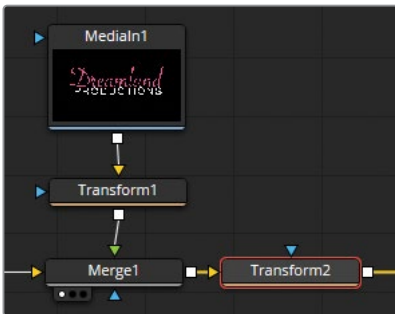 MediaIn1
Dreamland
PRODUCTIONS
Transform1
Merge1
Transform2